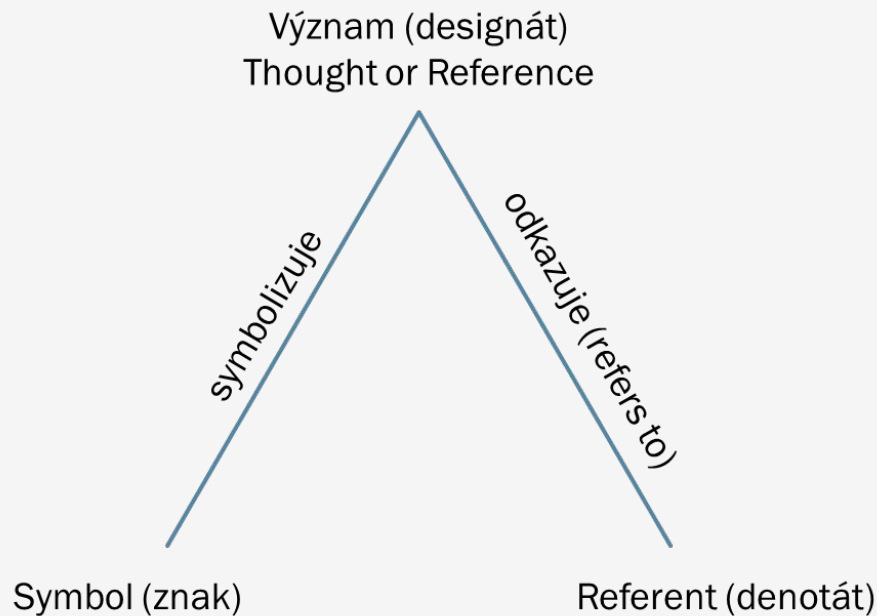 Význam (designát)
Thought or Reference
symbolizuje
odkazuje (refers to)
Symbol (znak)
Referent (denotát)